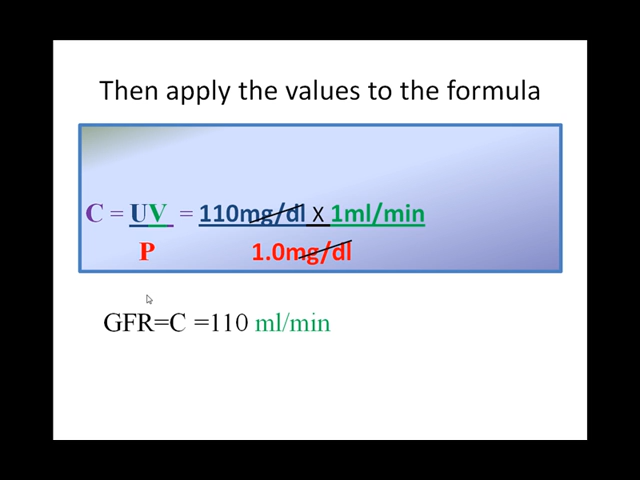 Then apply the values to the formula
C = UV = 110mg/dl X 1ml/min
P 1.0mg/dl
GFR=C =110 ml/min